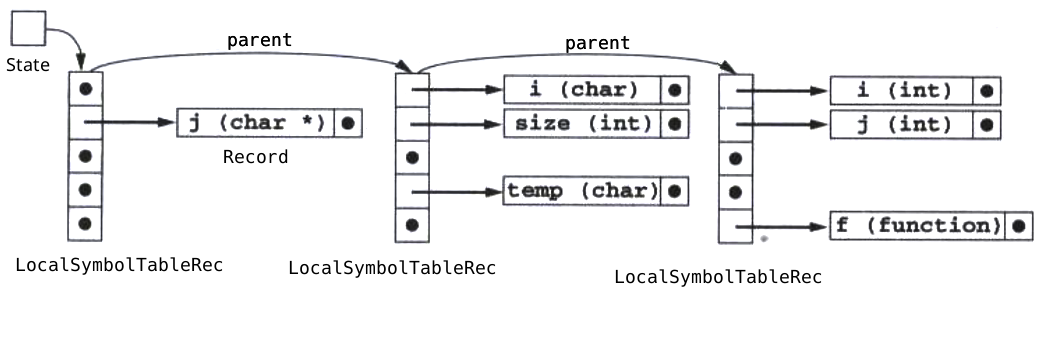 State
parent
parent
j (char *)
Record
i (char)
size (int)
temp (char)
i (int)
j (int)
f (function)
LocalSymbolTableRec
LocalSymbolTableRec
LocalSymbolTableRec